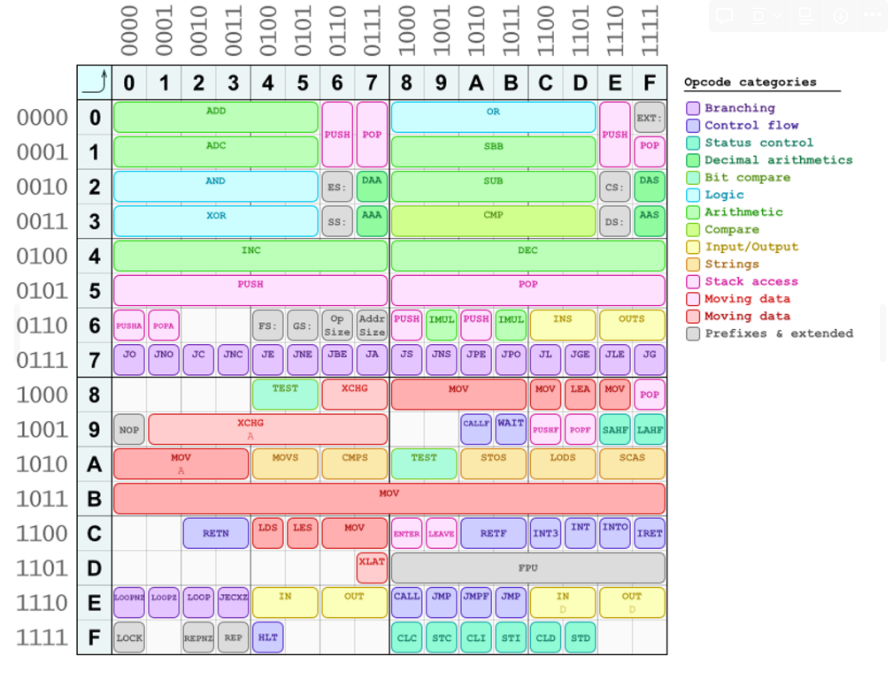 0000 0001 0010 0011 0100 0101 0110 0111 1000 1001 1010 1011 1100 1101 1110 1111
0 1 2 3 4 5 6 7 8 9 A B C D E F
0000 0 ADD PUSH POP OR PUSH EXT:
0001 1 ADC SBB POP
0010 2 AND ES: DAA SUB CS: DAS
0011 3 XOR SS: AAA CMP DS: AAS
0100 4 INC DEC
0101 5 PUSH POP
0110 6 PUSHA POPA FS: GS: Op Size Addr Size PUSH IMUL PUSH IMUL INS OUTS
0111 7 JO JNO JC JNC JE JNE JBE JA JS JNS JPE JPO JL JGE JLE JG
1000 8 TEST XCHG MOV MOV LEA MOV POP
1001 9 NOP XCHG A CALLF WAIT PUSHF POPF SAHF LAHF
1010 A MOV A MOVS CMPS TEST STOS LODS SCAS
1011 B MOV
1100 C RETN LDS LES MOV ENTER LEAVE RETF INT3 INT INTO IRET
1101 D XLAT FPU
1110 E LOOPNZ LOOPZ LOOP JECXZ IN OUT CALL JMP JMPF JMP IN D OUT D
1111 F LOCK REPNZ REP HLT CLC STC CLI STI CLD STD
Opcode categories
Branching
Control flow
Status control
Decimal arithmetics
Bit compare
Logic
Arithmetic
Compare
Input/Output
Strings
Stack access
Moving data
Moving data
Prefixes & extended